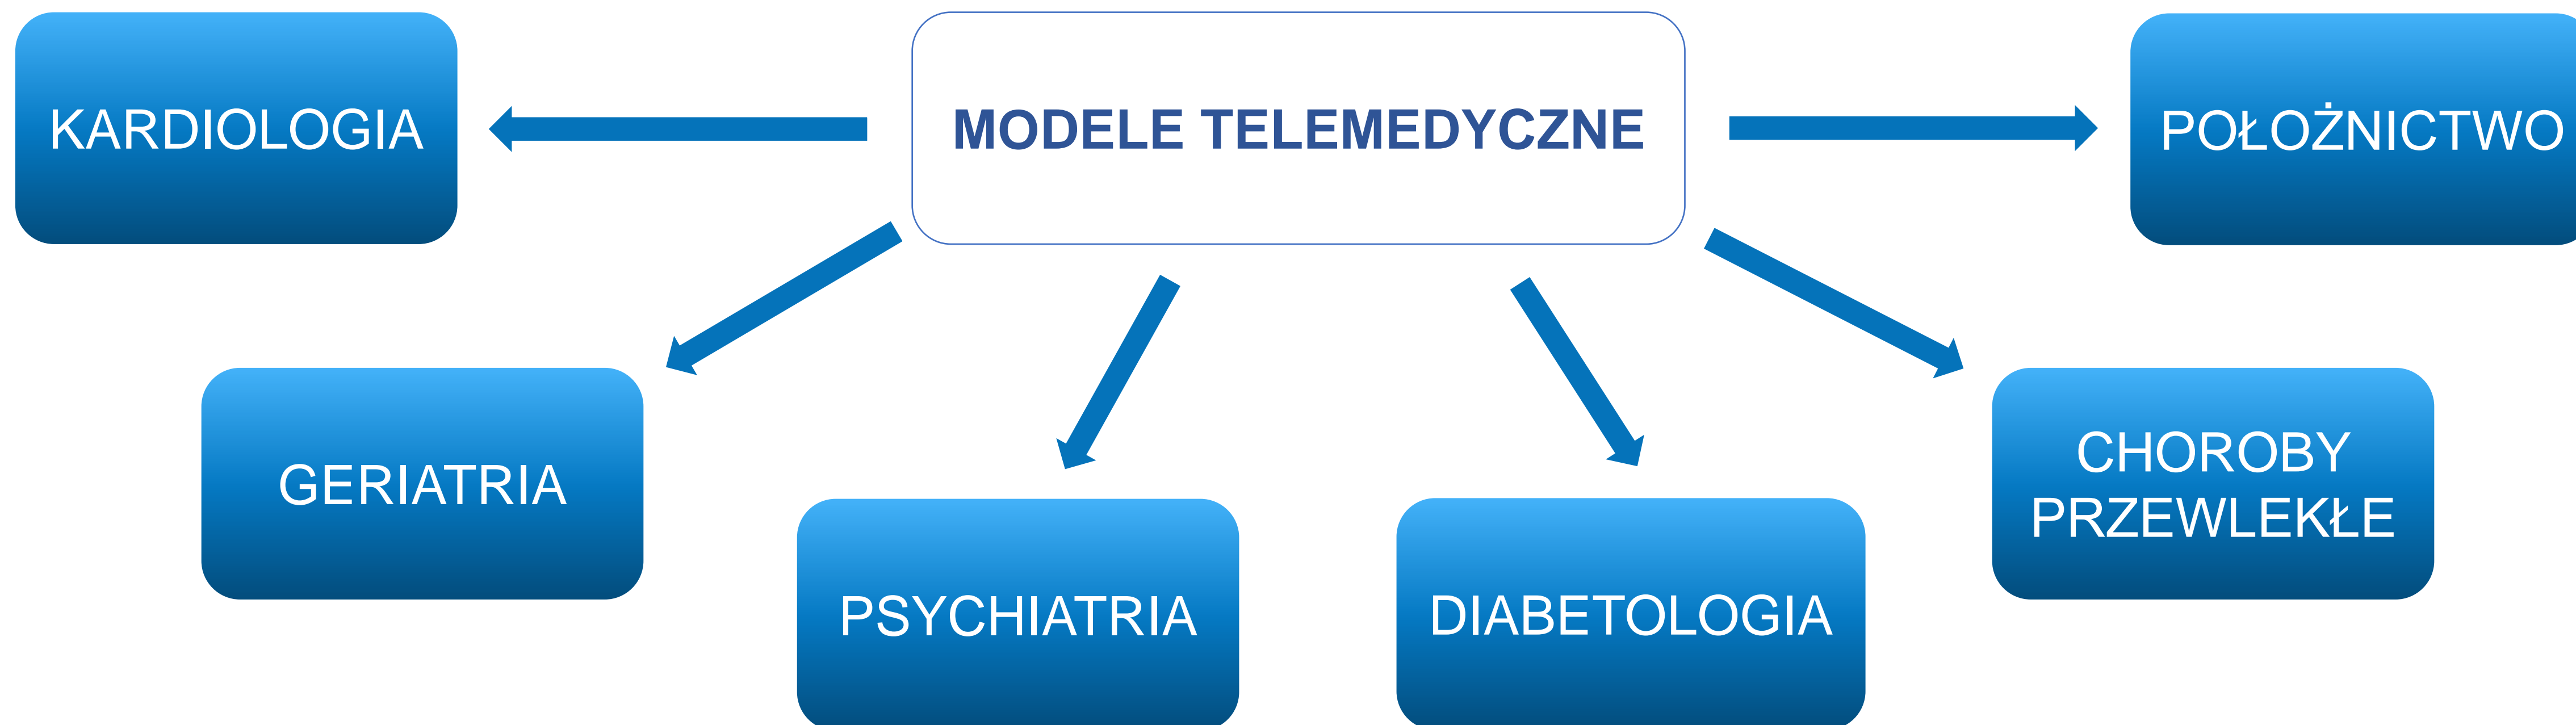 KARDIOLOGIA
MODELE TELEMEDYCZNE
POŁOŻNICTWO
GERIATRIA
CHOROBY
PRZEWLEKŁE
PSYCHIATRIA
DIABETOLOGIA